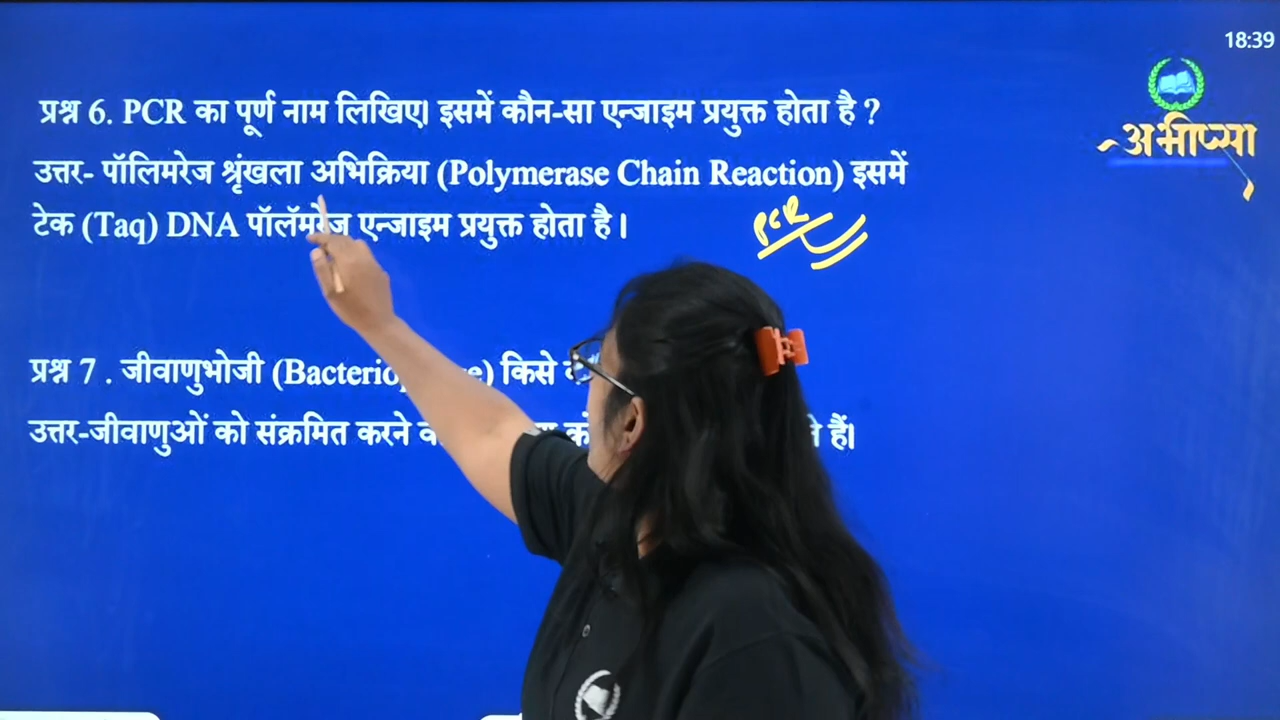 18:39
अभीप्सा
प्रश्न 6. PCR का पूर्ण नाम लिखिए। इसमें कौन-सा एन्जाइम प्रयुक्त होता है ?
उत्तर- पॉलिमरेज श्रृंखला अभिक्रिया (Polymerase Chain Reaction) इसमें
टेक (Taq) DNA पॉलॅमरेज एन्जाइम प्रयुक्त होता है।
PCR
प्रश्न 7 . जीवाणुभोजी किसे
उत्तर-जीवाणुओं को संक्रमित करने हैं।